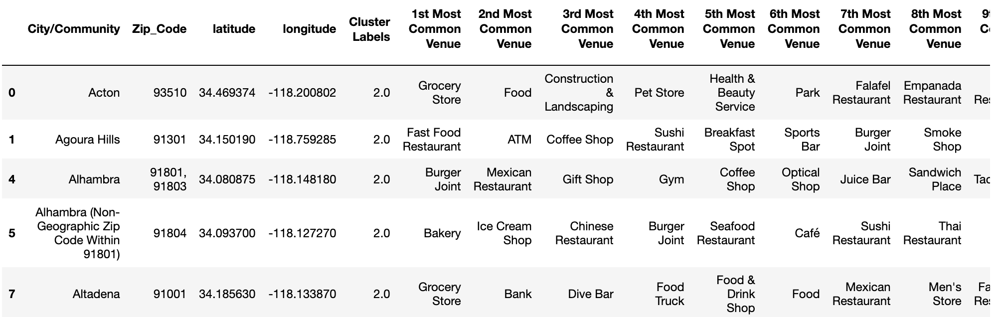 City/Community Zip_Code latitude longitude Cluster Labels 1st Most Common Venue 2nd Most Common Venue 3rd Most Common Venue 4th Most Common Venue 5th Most Common Venue 6th Most Common Venue 7th Most Common Venue 8th Most Common Venue
0 Acton 93510 34.469374 -118.200802 2.0 Grocery Store Food Construction & Landscaping Pet Store Health & Beauty Service Park Falafel Restaurant Empanada Restaurant
1 Agoura Hills 91301 34.150190 -118.759285 2.0 Fast Food Restaurant ATM Coffee Shop Sushi Restaurant Breakfast Spot Sports Bar Burger Joint Smoke Shop
4 Alhambra 91801, 91803 34.080875 -118.148180 2.0 Burger Joint Mexican Restaurant Gift Shop Gym Coffee Shop Optical Shop Juice Bar Sandwich Place
5 Alhambra (Non-Geographic Zip Code Within 91801) 91804 34.093700 -118.127270 2.0 Bakery Ice Cream Shop Chinese Restaurant Burger Joint Seafood Restaurant Café Sushi Restaurant Thai Restaurant
7 Altadena 91001 34.185630 -118.133870 2.0 Grocery Store Bank Dive Bar Food Truck Food & Drink Shop Food Mexican Restaurant Men's Store